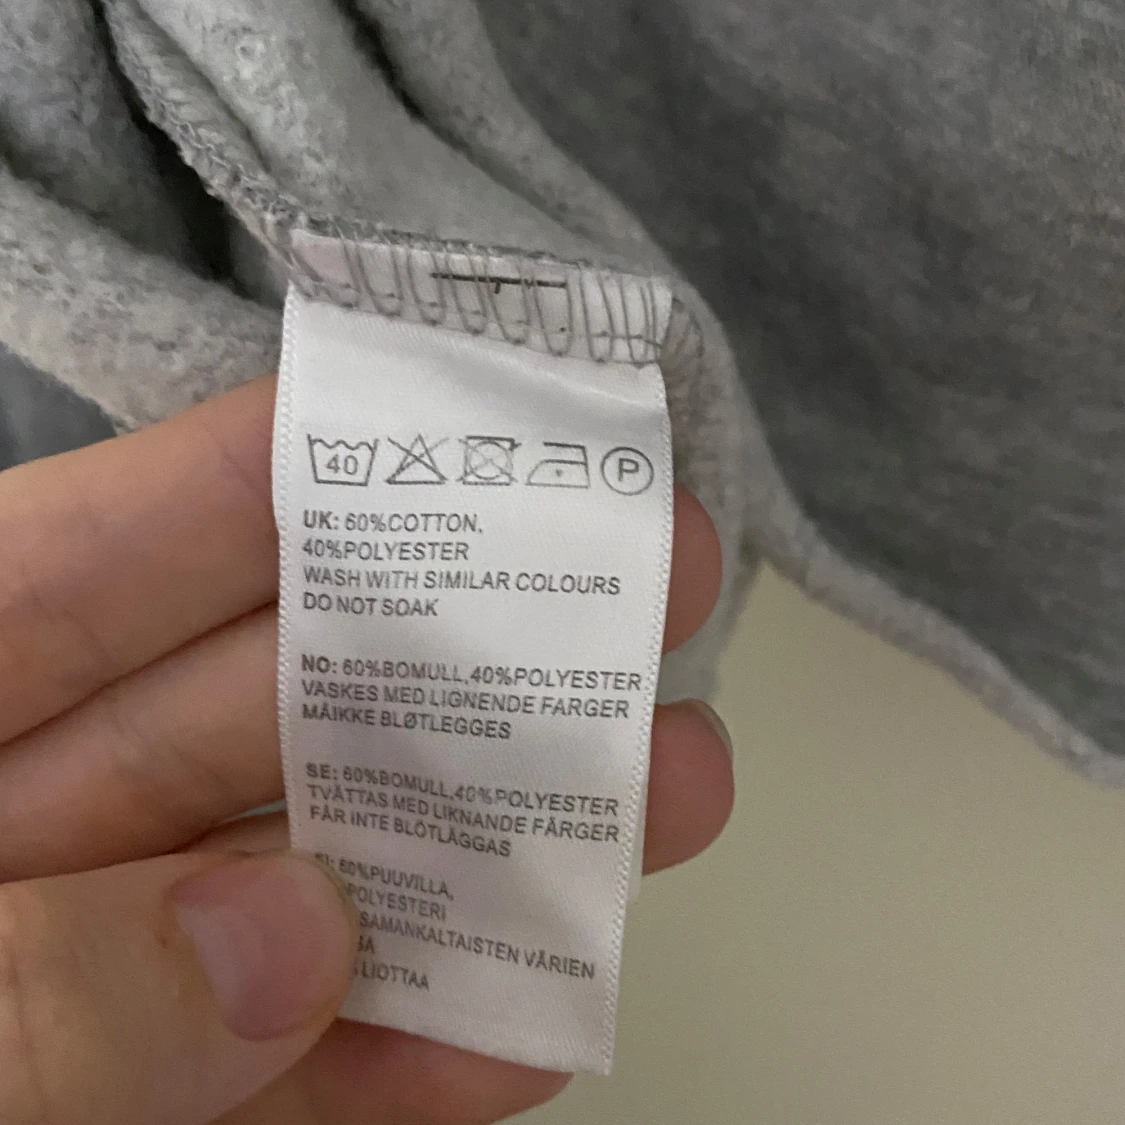 40
P
UK: 60%COTTON,
40%POLYESTER
WASH WITH SIMILAR COLOURS
DO NOT SOAK
NO: 60%BOMULL,40%POLYESTER
VASKES MED LIGNENDE FARGER
MÅIKKE BLØTLEGGES
SE: 60%BOMULL,40%POLYESTER
TVÄTTAS MED LIKNANDE FÄRGER
FÅR INTE BLÖTLÄGGAS
60%PUUVILLA,
POLYESTERI
SAMANKALTAISTEN VÄRIEN
LIOTTAA